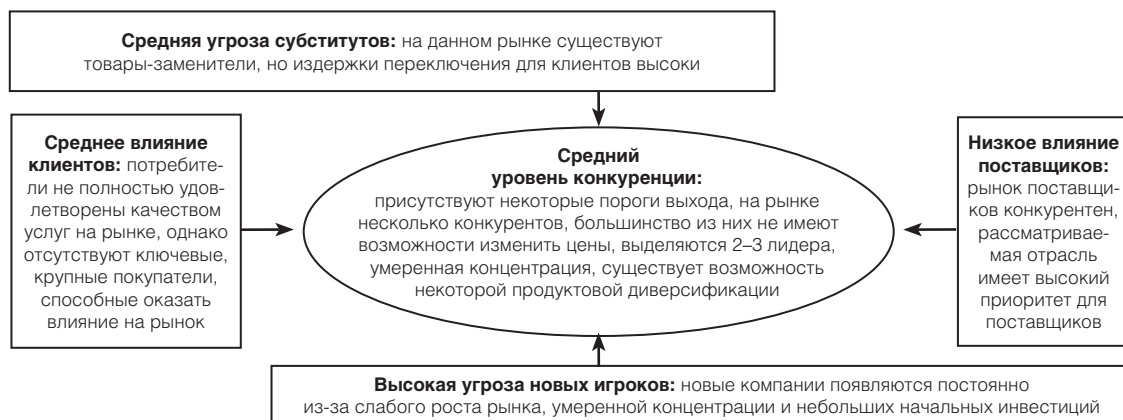 Средняя угроза субститутов: на данном рынке существуют
товары-заменители, но издержки переключения для клиентов высоки
Среднее влияние
клиентов: потребите-
ли не полностью удов-
летворены качеством
услуг на рынке, однако
отсутствуют ключевые,
крупные покупатели,
способные оказать
влияние на рынок
Средний
уровень конкуренции:
присутствуют некоторые пороги выхода, на рынке
несколько конкурентов, большинство из них не имеют
возможности изменить цены, выделяются 2–3 лидера,
умеренная концентрация, существует возможность
некоторой продуктовой диверсификации
Низкое влияние
поставщиков:
рынок поставщи-
ков конкурентен,
рассматривае-
мая отрасль
имеет высокий
приоритет для
поставщиков
Высокая угроза новых игроков: новые компании появляются постоянно
из-за слабого роста рынка, умеренной концентрации и небольших начальных инвестиций